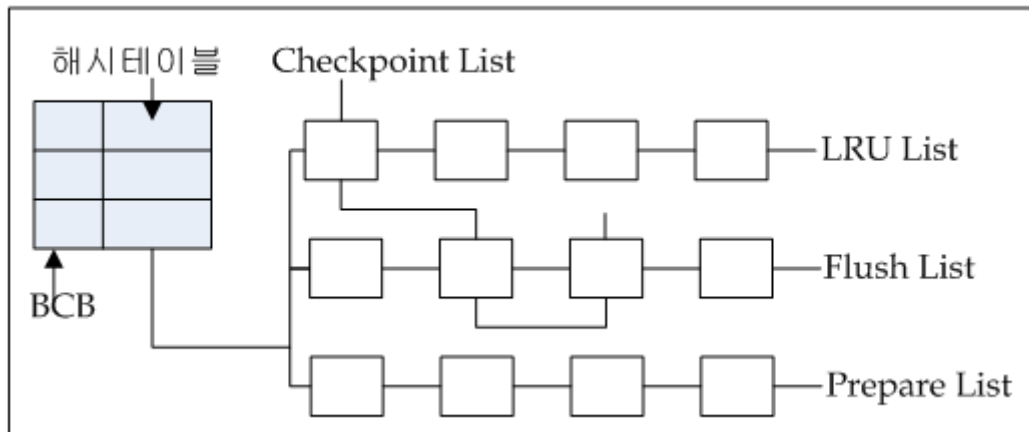 해시테이블
Checkpoint List
LRU List
Flush List
BCB
Prepare List